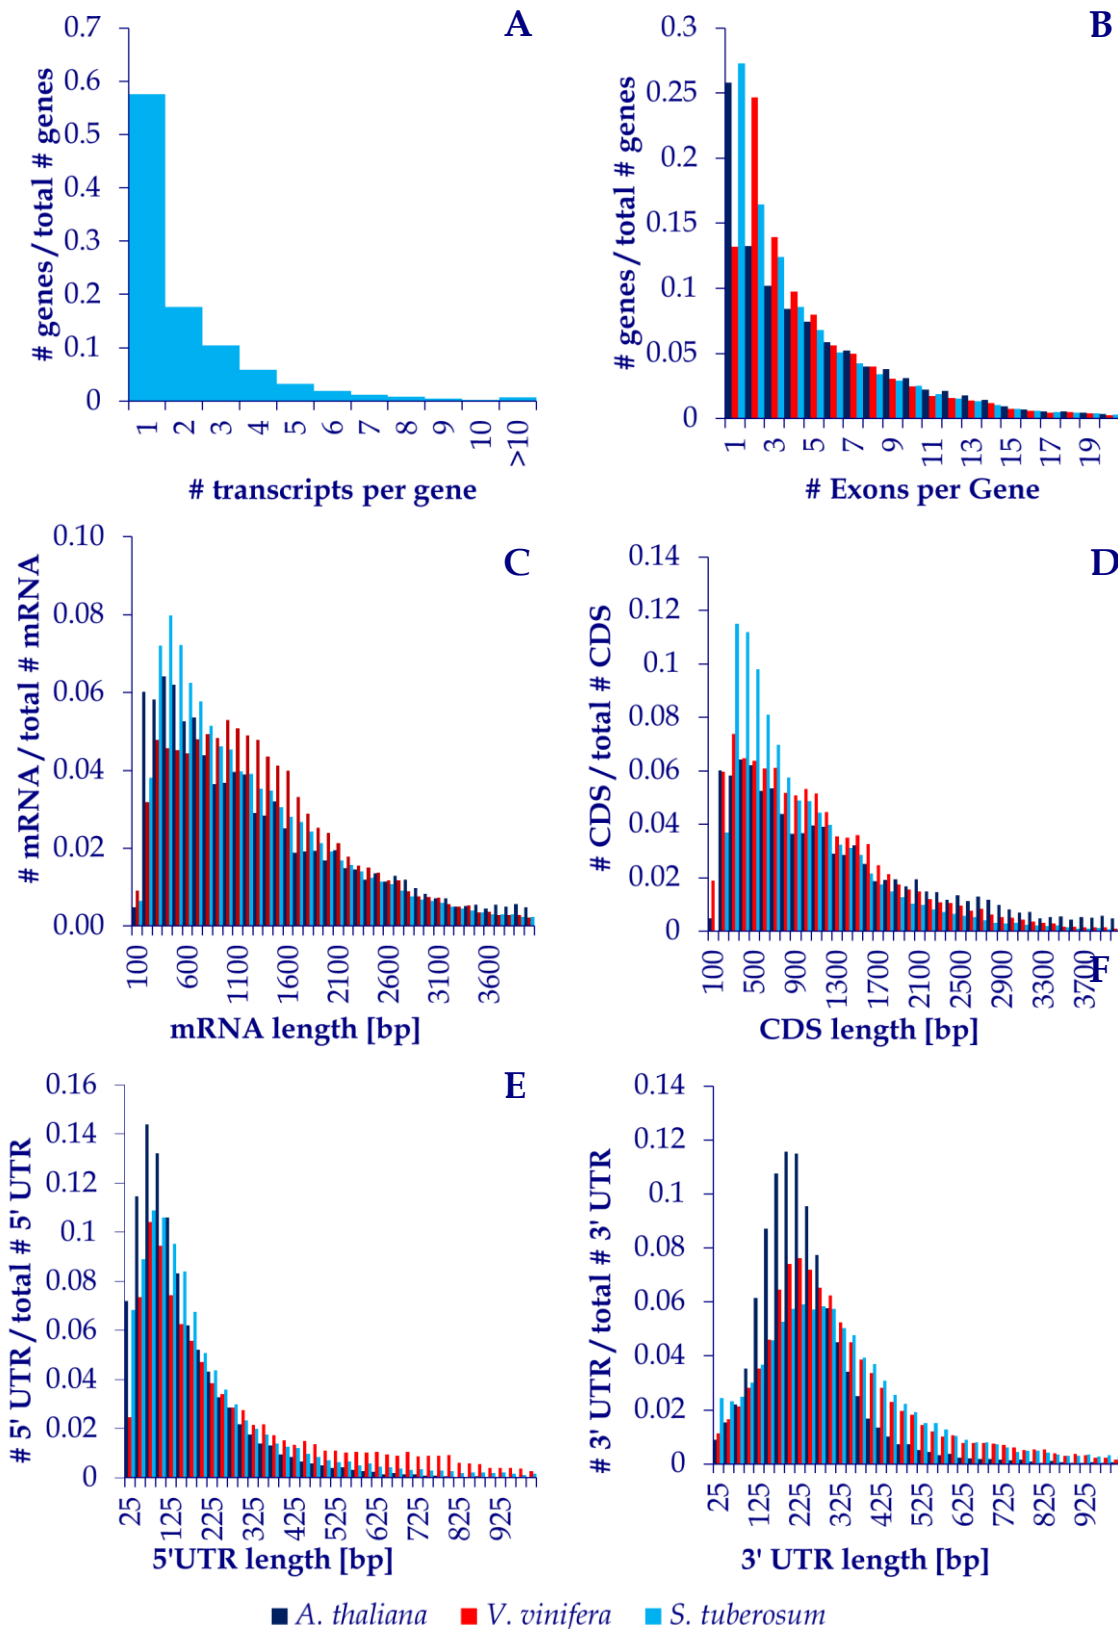 A
0.7
0.6
0.5
0.4
0.3
0.2
0.1
0
# genes / total # genes
1 2 3 4 5 6 7 8 9 10 >10
# transcripts per gene
B
0.3
0.25
0.2
0.15
0.1
0.05
0
# genes / total # genes
1 3 5 7 9 11 13 15 17 19
# Exons per Gene
C
0.10
0.08
0.06
0.04
0.02
0.00
# mRNA / total # mRNA
100 600 1100 1600 2100 2600 3100 3600
mRNA length [bp]
D
0.14
0.12
0.1
0.08
0.06
0.04
0.02
0
# CDS / total # CDS
100 500 900 1300 1700 2100 2500 2900 3300 3700
CDS length [bp]
E
0.16
0.14
0.12
0.1
0.08
0.06
0.04
0.02
0
# 5' UTR / total # 5' UTR
25 125 225 325 425 525 625 725 825 925
5'UTR length [bp]
F
0.14
0.12
0.1
0.08
0.06
0.04
0.02
0
# 3' UTR / total # 3' UTR
25 125 225 325 425 525 625 725 825 925
3' UTR length [bp]
A. thaliana V. vinifera S. tuberosum